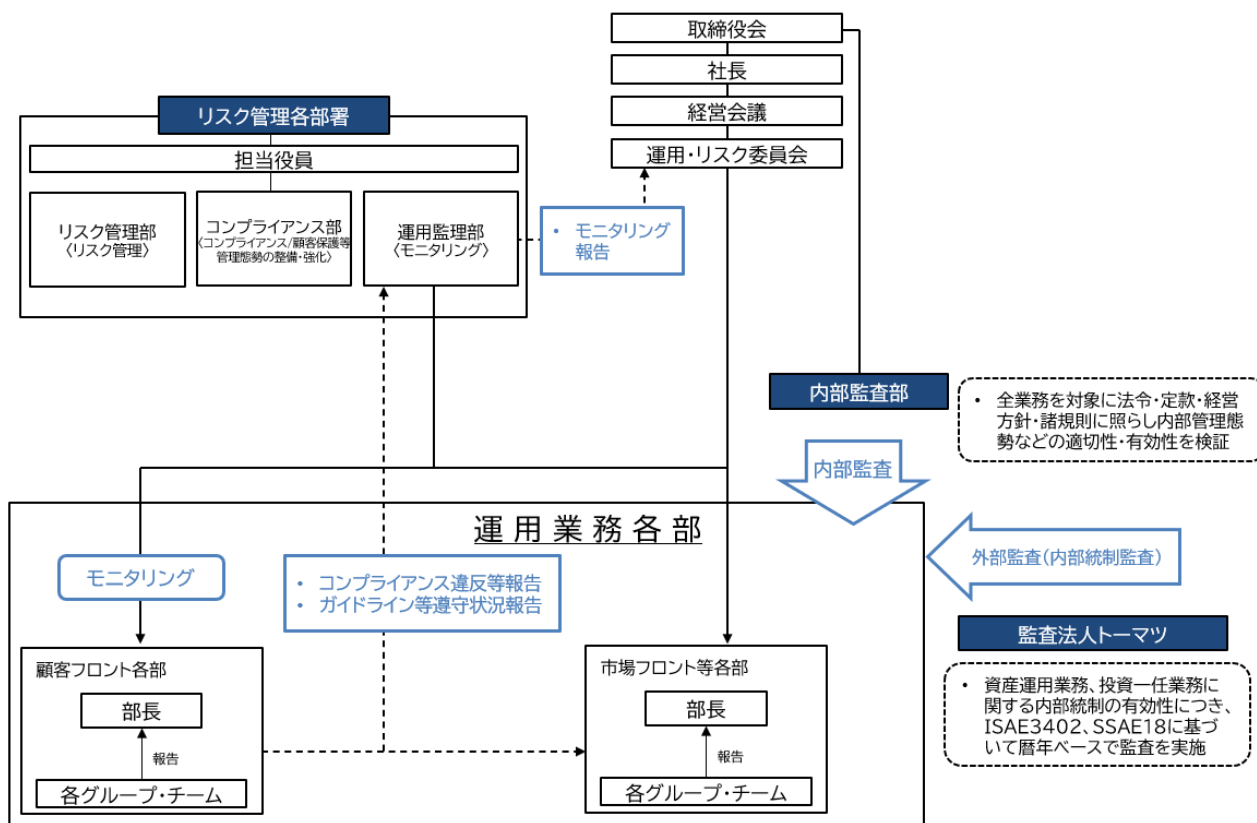 取締役会
社長
経営会議
運用・リスク委員会
リスク管理各部署
担当役員
リスク管理部
〈リスク管理〉
コンプライアンス部
〈コンプライアンス/顧客保護等
管理態勢の整備・強化〉
運用監理部
〈モニタリング〉
• モニタリング
報告
内部監査部
• 全業務を対象に法令・定款・経営
方針・諸規則に照らし内部管理態
勢などの適切性・有効性を検証
内部監査
運用業務各部
外部監査(内部統制監査)
モニタリング
• コンプライアンス違反等報告
• ガイドライン等遵守状況報告
監査法人トーマツ
• 資産運用業務、投資一任業務に
関する内部統制の有効性につき、
ISAE3402、SSAE18に基づ
いて暦年ベースで監査を実施
顧客フロント各部
部長
報告
各グループ・チーム
市場フロント等各部
部長
報告
各グループ・チーム